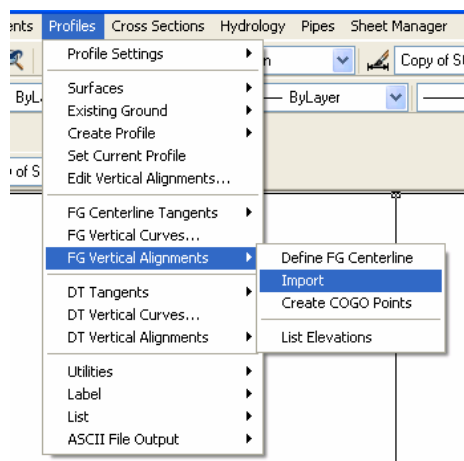 ents Profiles Cross Sections Hydrology Pipes Sheet Manager
Profile Settings
n
Copy of S
Surfaces
ByL
ByLayer
Existing Ground
Create Profile
Set Current Profile
of S
Edit Vertical Alignments...
FG Centerline Tangents
FG Vertical Curves...
FG Vertical Alignments
Define FG Centerline
Import
DT Tangents
Create COGO Points
DT Vertical Curves...
DT Vertical Alignments
List Elevations
Utilities
Label
List
ASCII File Output